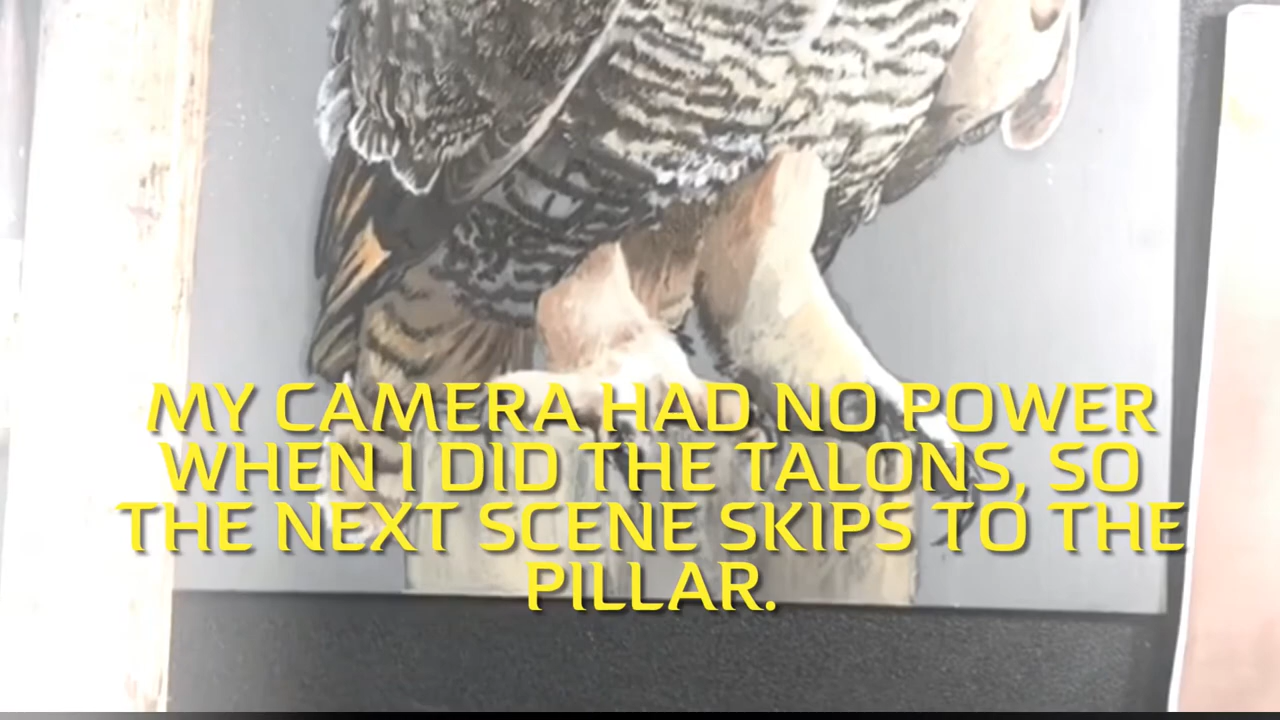 MY CAMERA HAD NO POWER
WHEN I DID THE TALONS, SO
THE NEXT SCENE SKIPS TO THE
PILLAR.